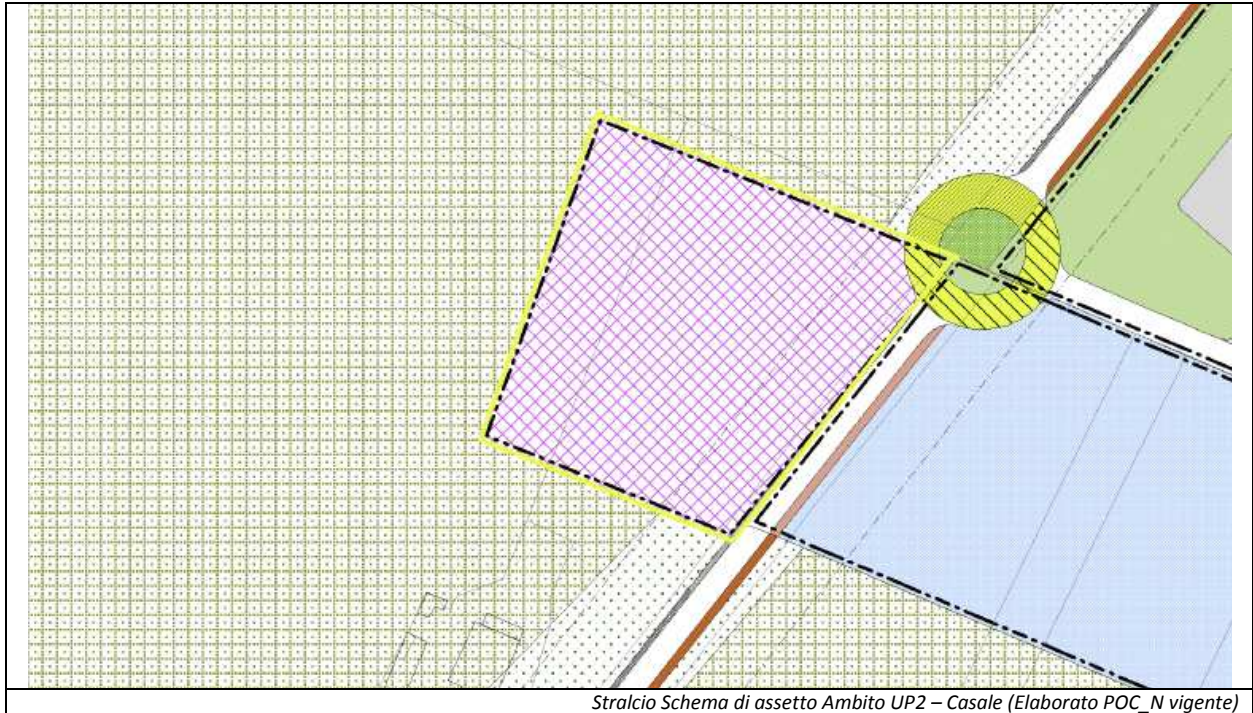 Stralcio Schema di assetto Ambito UP2 – Casale (Elaborato POC_N vigente)